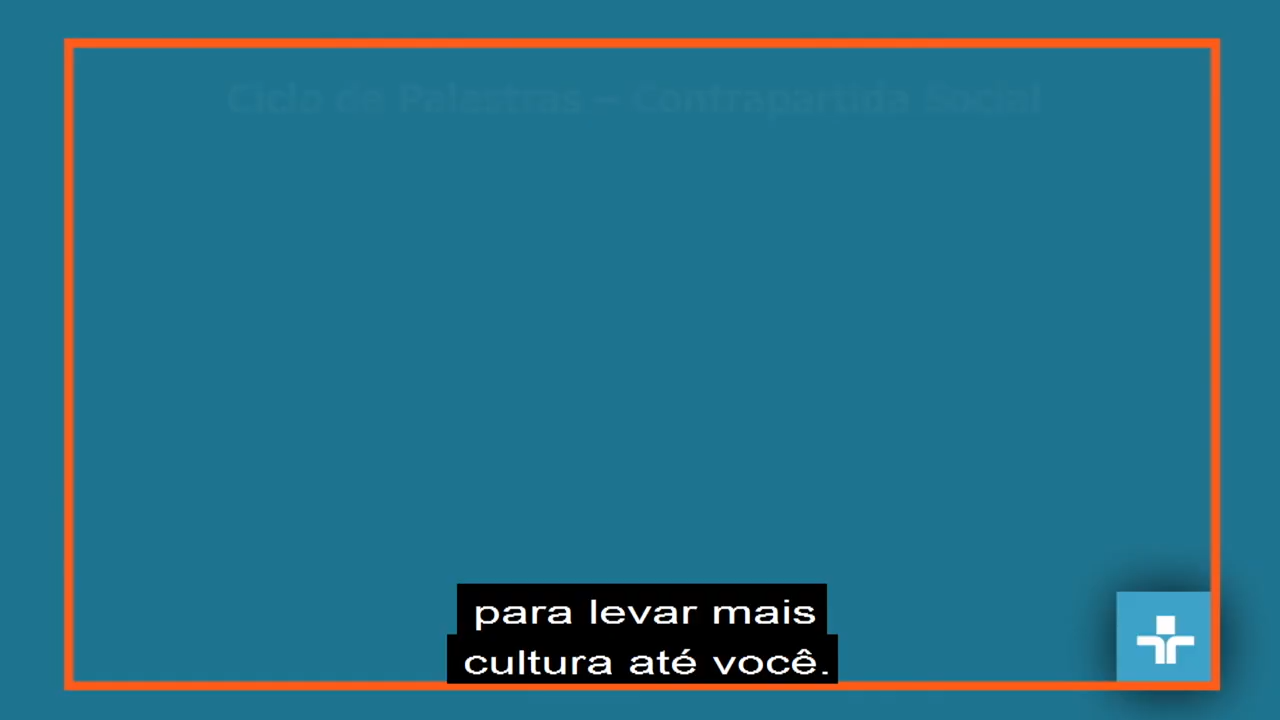 Ciclo de Palestras – Contrapartida Social
para levar mais
cultura até você.